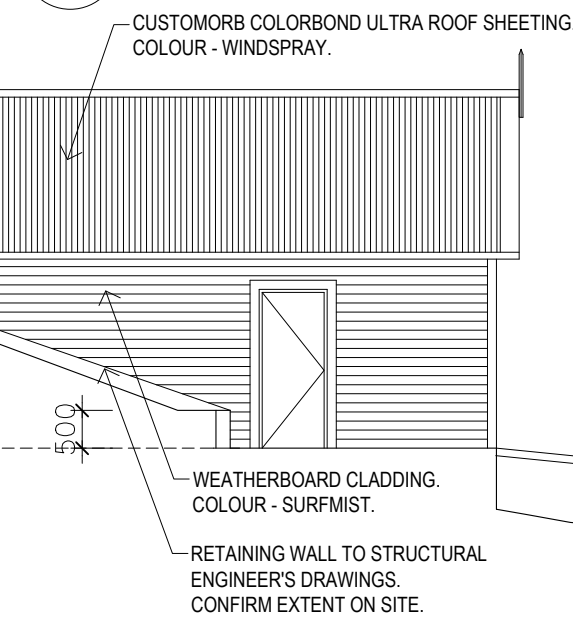 CUSTOMORB COLORBOND ULTRA ROOF SHEETING.
COLOUR - WINDSPRAY.
500
WEATHERBOARD CLADDING.
COLOUR - SURFMIST.
RETAINING WALL TO STRUCTURAL
ENGINEER'S DRAWINGS.
CONFIRM EXTENT ON SITE.